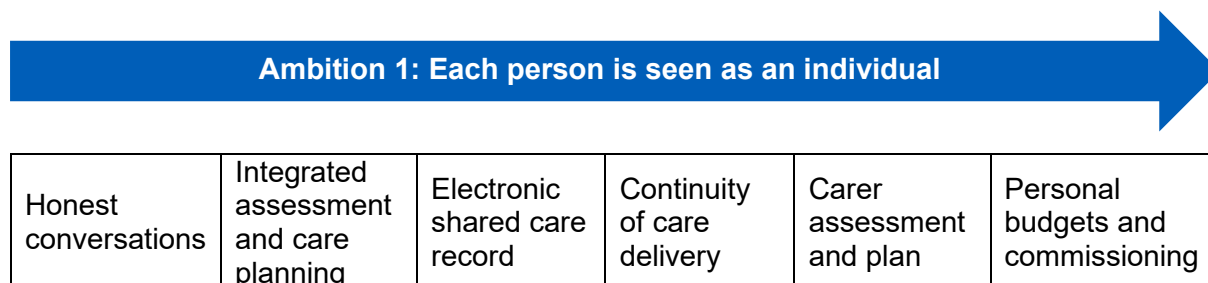 Ambition 1: Each person is seen as an individual
Honest
conversations
Integrated
assessment
and care
planning
Electronic
shared care
record
Continuity
of care
delivery
Carer
assessment
and plan
Personal
budgets and
commissioning